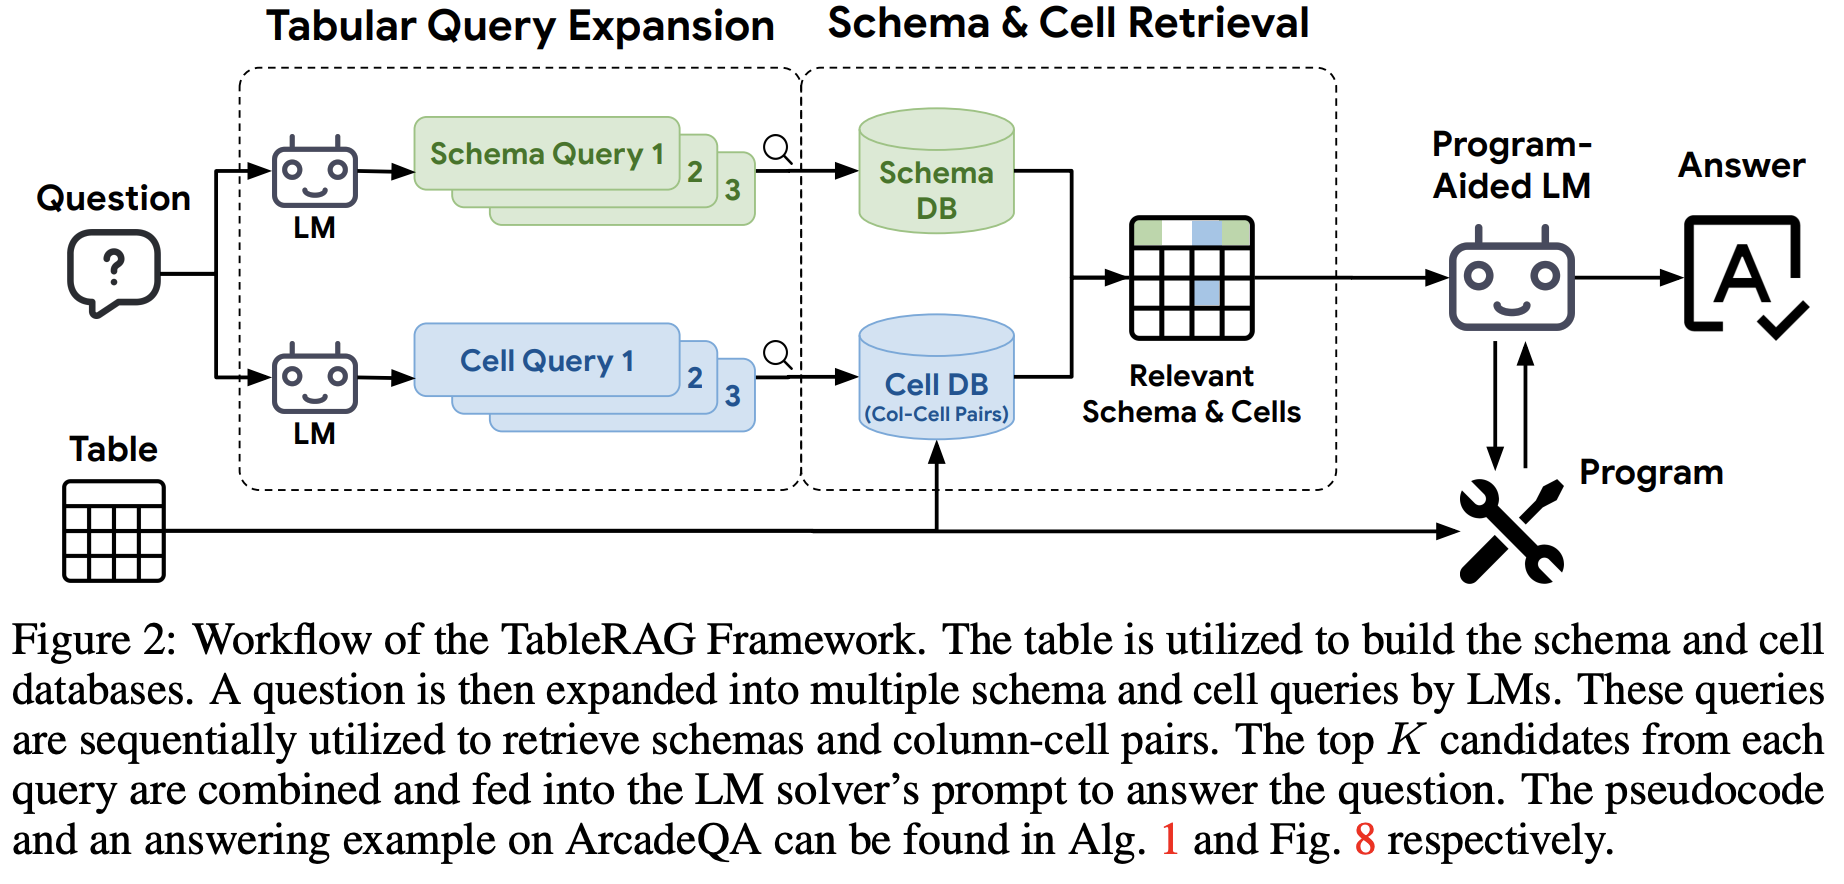 Tabular Query Expansion
Schema & Cell Retrieval
Question
?
LM
Schema Query 1
2
3
Schema
DB
LM
Cell Query 1
2
3
Cell DB
(Col-Cell Pairs)
Relevant
Schema & Cells
Program-
Aided LM
Answer
A
Table
Program
Figure 2: Workflow of the TableRAG Framework. The table is utilized to build the schema and cell
databases. A question is then expanded into multiple schema and cell queries by LMs. These queries
are sequentially utilized to retrieve schemas and column-cell pairs. The top K candidates from each
query are combined and fed into the LM solver's prompt to answer the question. The pseudocode
and an answering example on ArcadeQA can be found in Alg. 1 and Fig. 8 respectively.